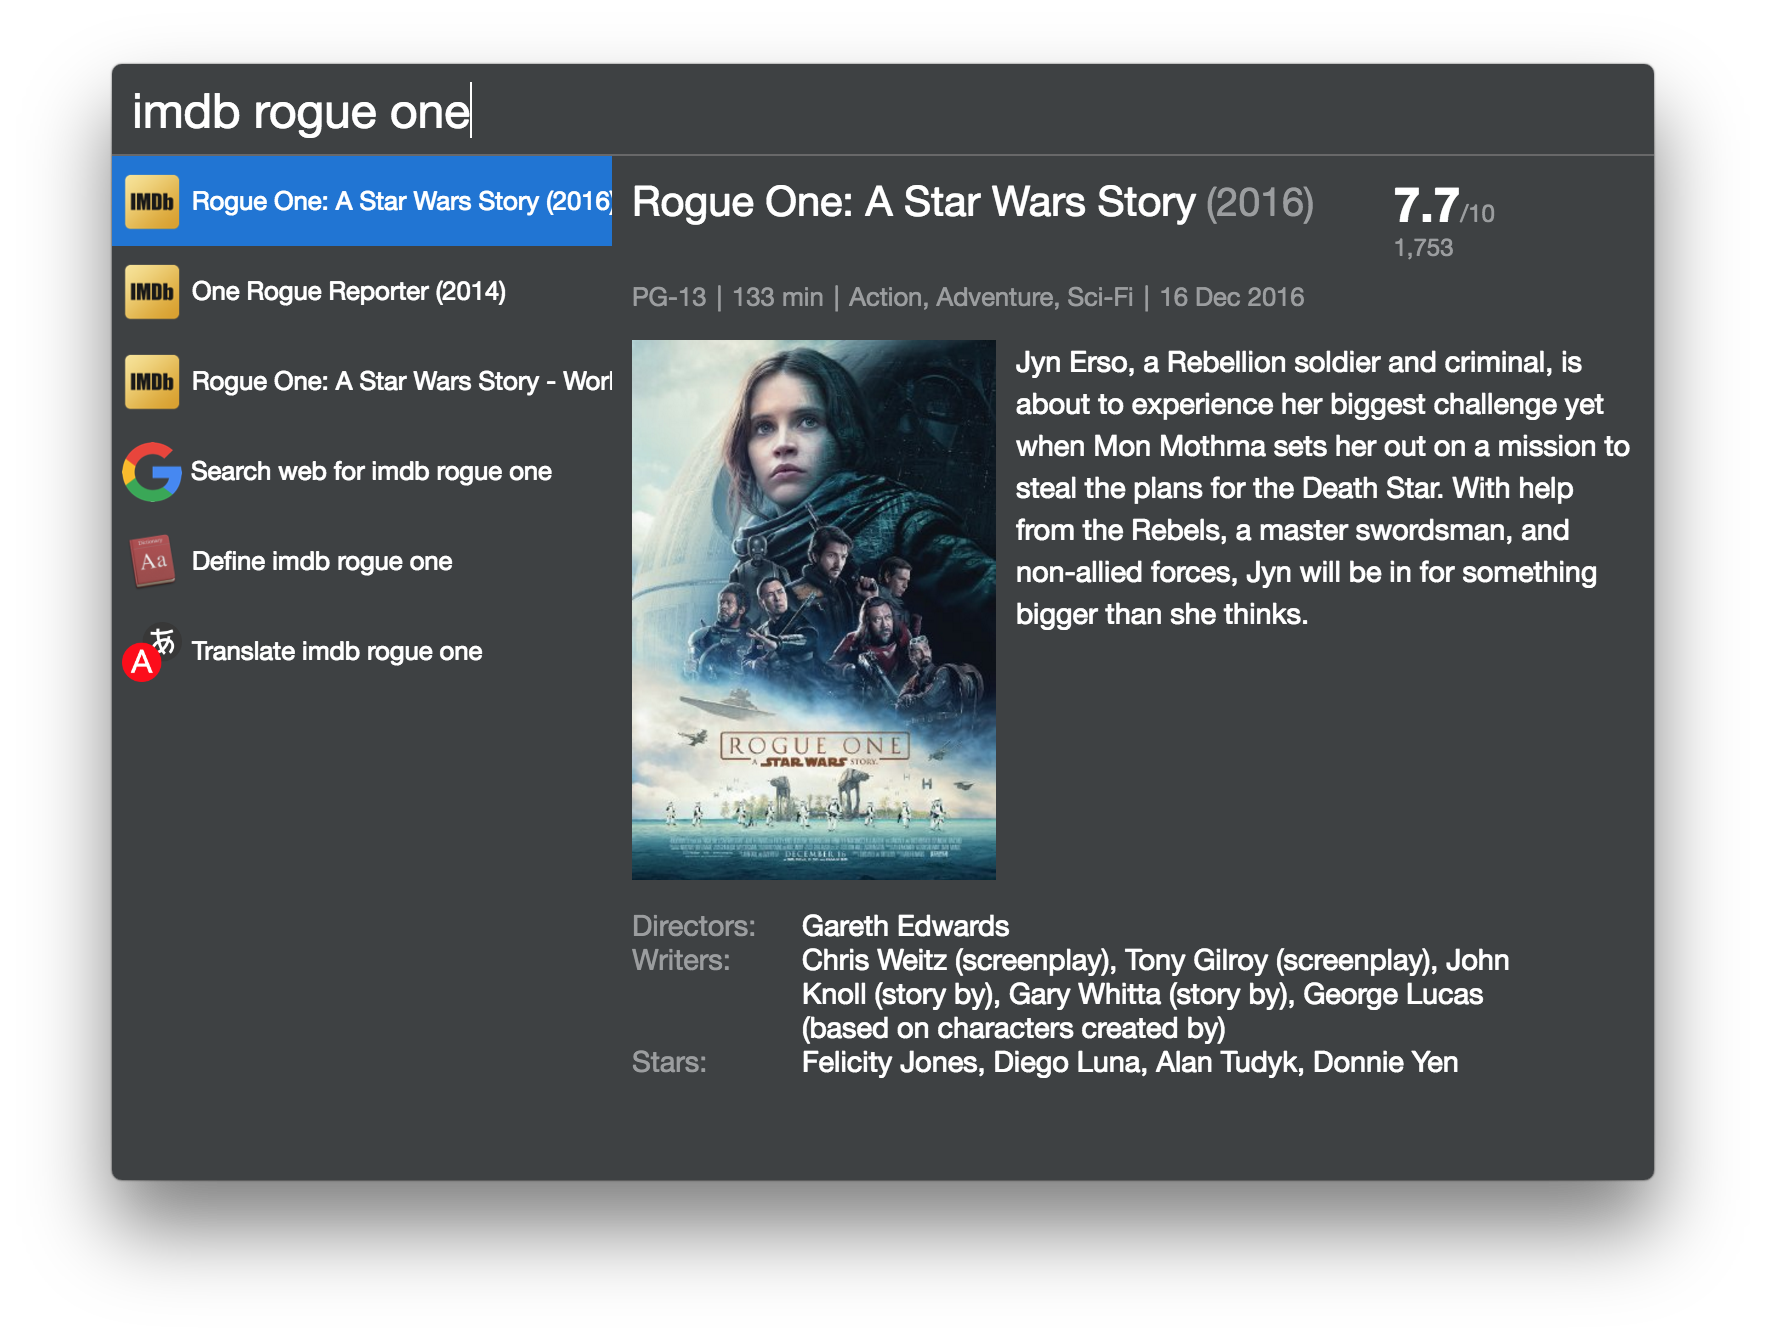 imdb rogue one
IMDb
Rogue One: A Star Wars Story (2016)
IMDb
One Rogue Reporter (2014)
IMDb
Rogue One: A Star Wars Story - Worl
Search web for imdb rogue one
Dictionary
Aa
Define imdb rogue one
あ
A
Translate imdb rogue one
Rogue One: A Star Wars Story (2016)
7.7/10
1,753
PG-13 | 133 min | Action, Adventure, Sci-Fi | 16 Dec 2016
ROGUE ONE
A STAR WARS STORY
DECEMBER 16
Jyn Erso, a Rebellion soldier and criminal, is
about to experience her biggest challenge yet
when Mon Mothma sets her out on a mission to
steal the plans for the Death Star. With help
from the Rebels, a master swordsman, and
non-allied forces, Jyn will be in for something
bigger than she thinks.
Directors: Gareth Edwards
Writers: Chris Weitz (screenplay), Tony Gilroy (screenplay), John
Knoll (story by), Gary Whitta (story by), George Lucas
(based on characters created by)
Stars: Felicity Jones, Diego Luna, Alan Tudyk, Donnie Yen